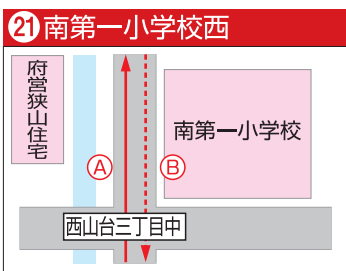 ㉑南第一小学校西
府営狭山住宅
南第一小学校
Ⓐ
Ⓑ
西山台三丁目中